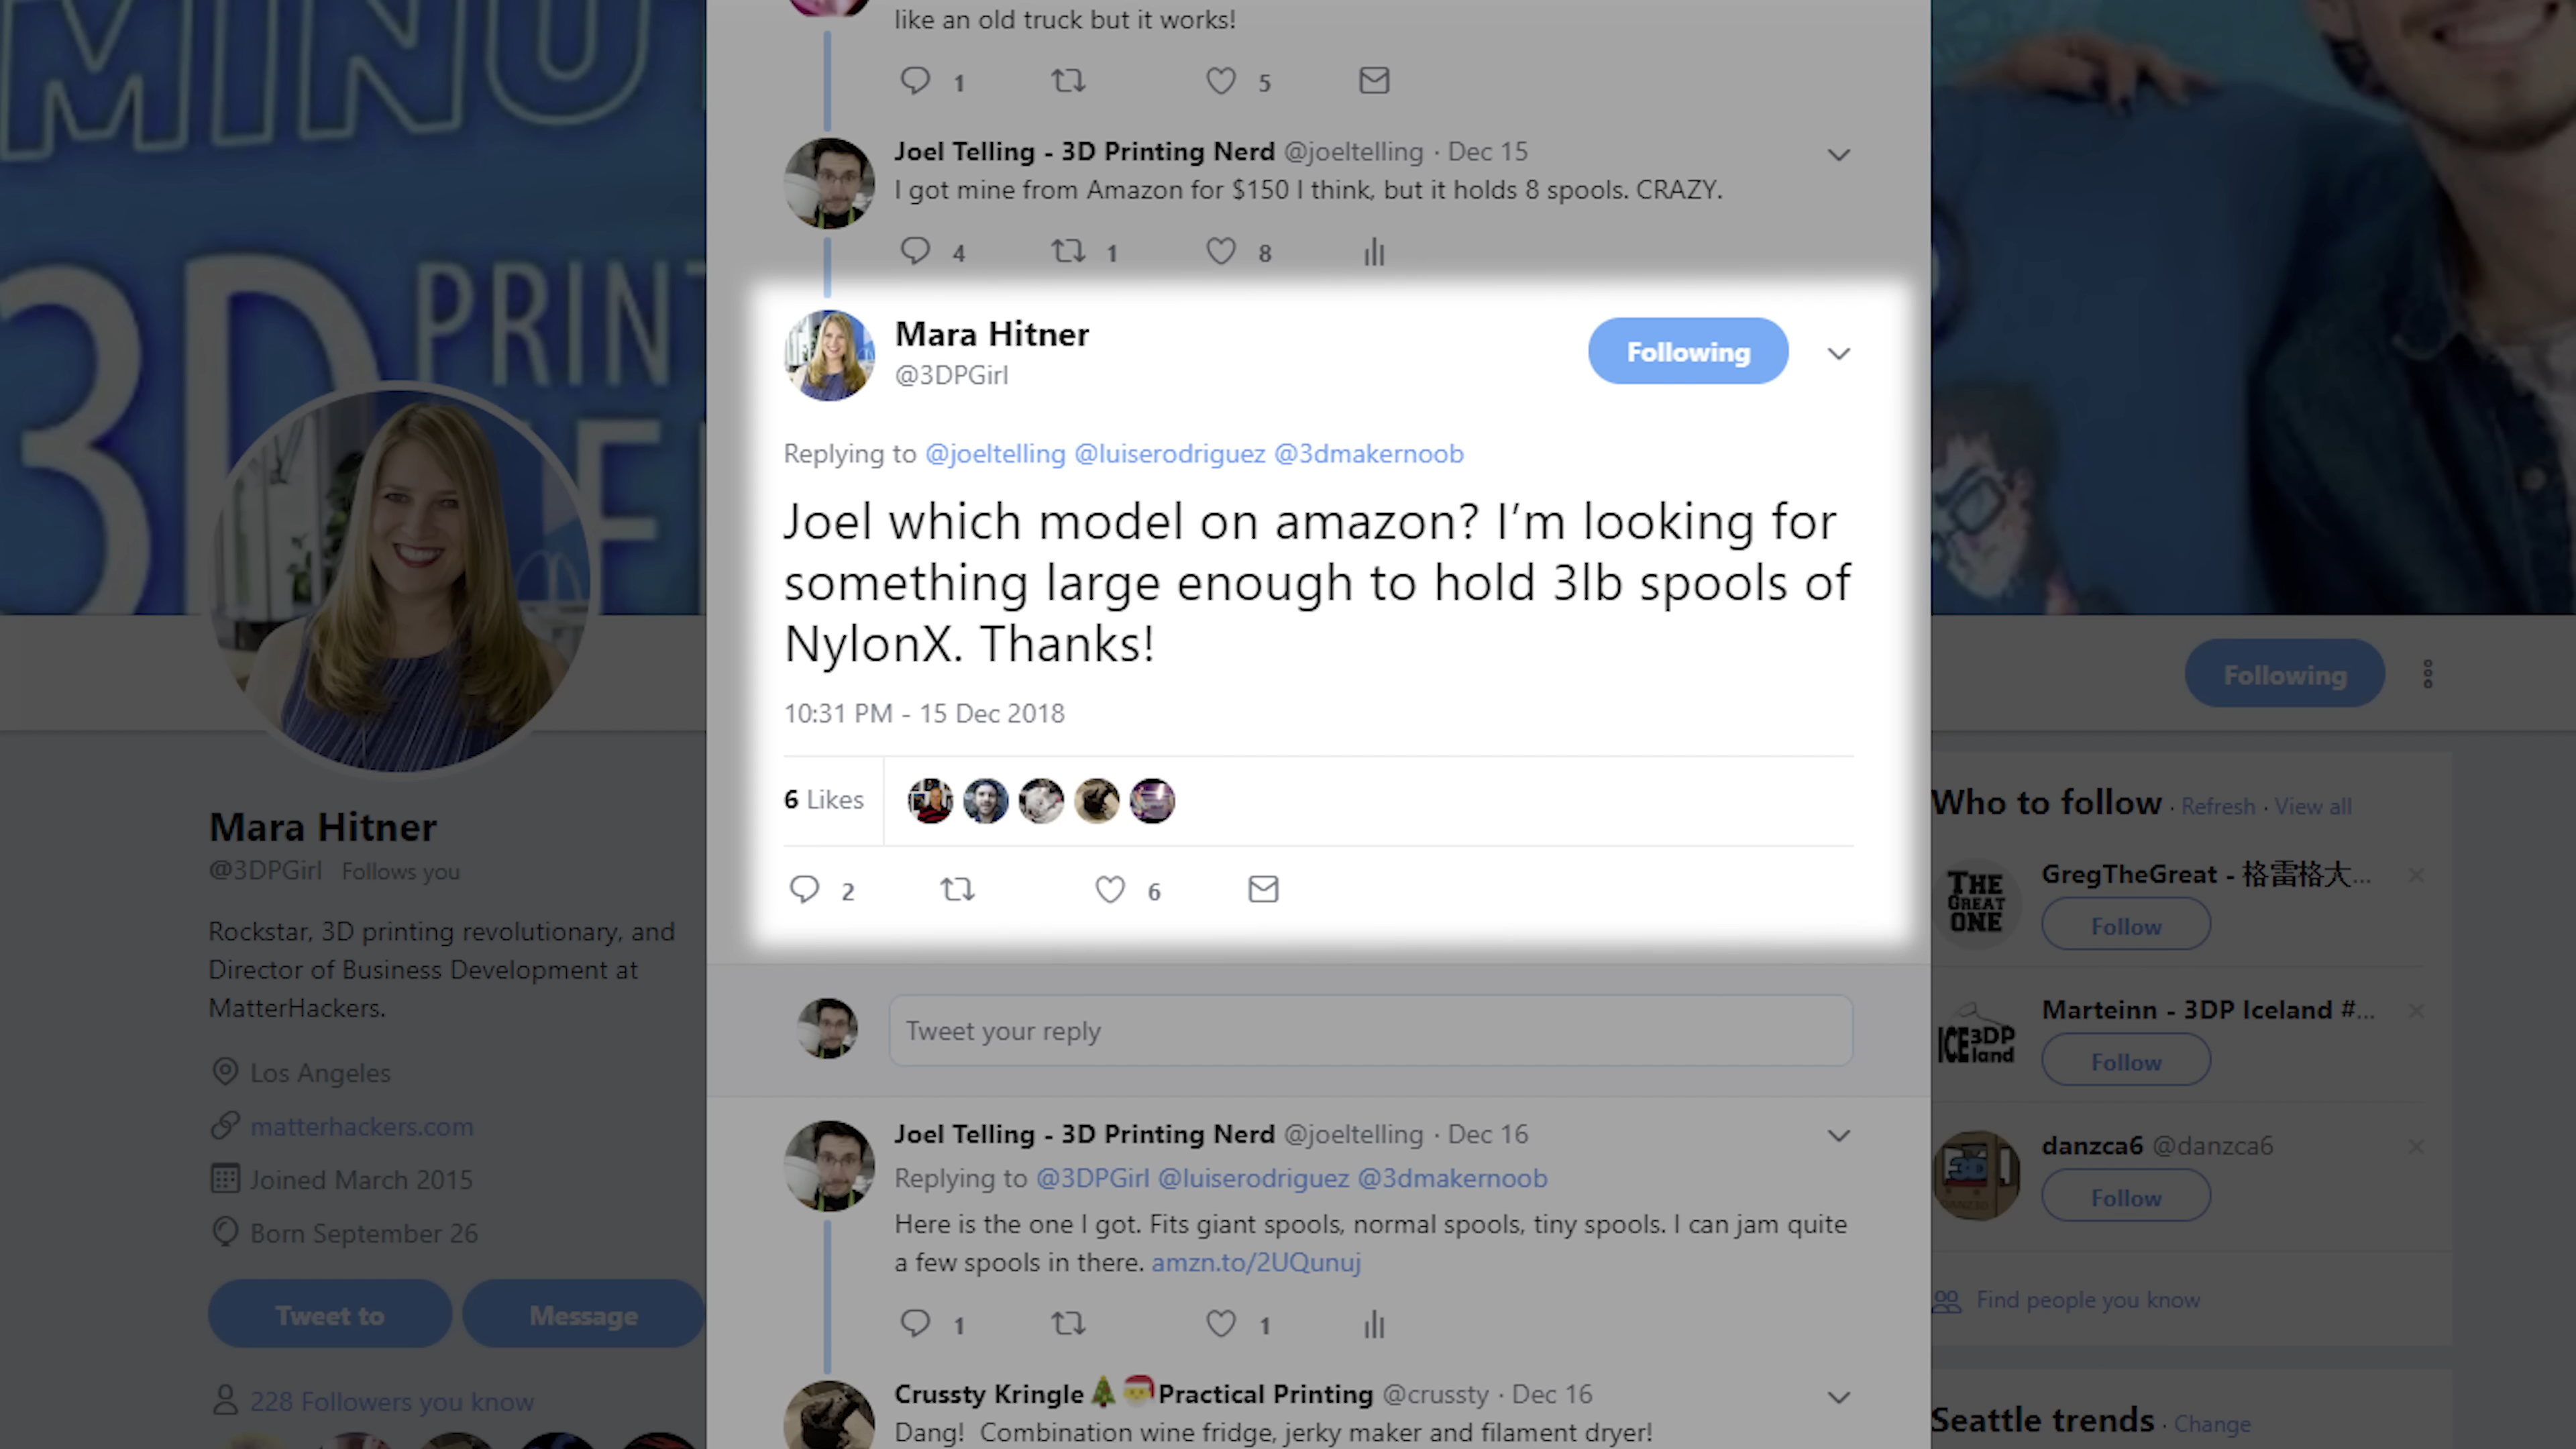 MINU
3D PRINT
like an old truck but it works!
1 5
Joel Telling - 3D Printing Nerd @joeltelling · Dec 15
I got mine from Amazon for $150 I think, but it holds 8 spools. CRAZY.
4 1 8
Mara Hitner
@3DPGirl
Following
Replying to @joeltelling @luiserodriguez @3dmakernoob
Joel which model on amazon? I’m looking for
something large enough to hold 3lb spools of
NylonX. Thanks!
10:31 PM - 15 Dec 2018
6 Likes
2 6
Tweet your reply
Joel Telling - 3D Printing Nerd @joeltelling · Dec 16
Replying to @3DPGirl @luiserodriguez @3dmakernoob
Here is the one I got. Fits giant spools, normal spools, tiny spools. I can jam quite
a few spools in there. amzn.to/2UQunuj
1 1
Crussty Kringle🎄🎅Practical Printing @crussty · Dec 16
Dang! Combination wine fridge, jerky maker and filament dryer!
Mara Hitner
@3DPGirl Follows you
Rockstar, 3D printing revolutionary, and
Director of Business Development at
MatterHackers.
Los Angeles
matterhackers.com
Joined March 2015
Born September 26
Tweet to Message
228 Followers you know
Following
Who to follow · Refresh · View all
THE GREAT ONE
GregTheGreat - 格雷格大...
Follow
ICE 3DP land
Marteinn - 3DP Iceland #...
Follow
3D
danzca6 @danzca6
Follow
Find people you know
Seattle trends · Change